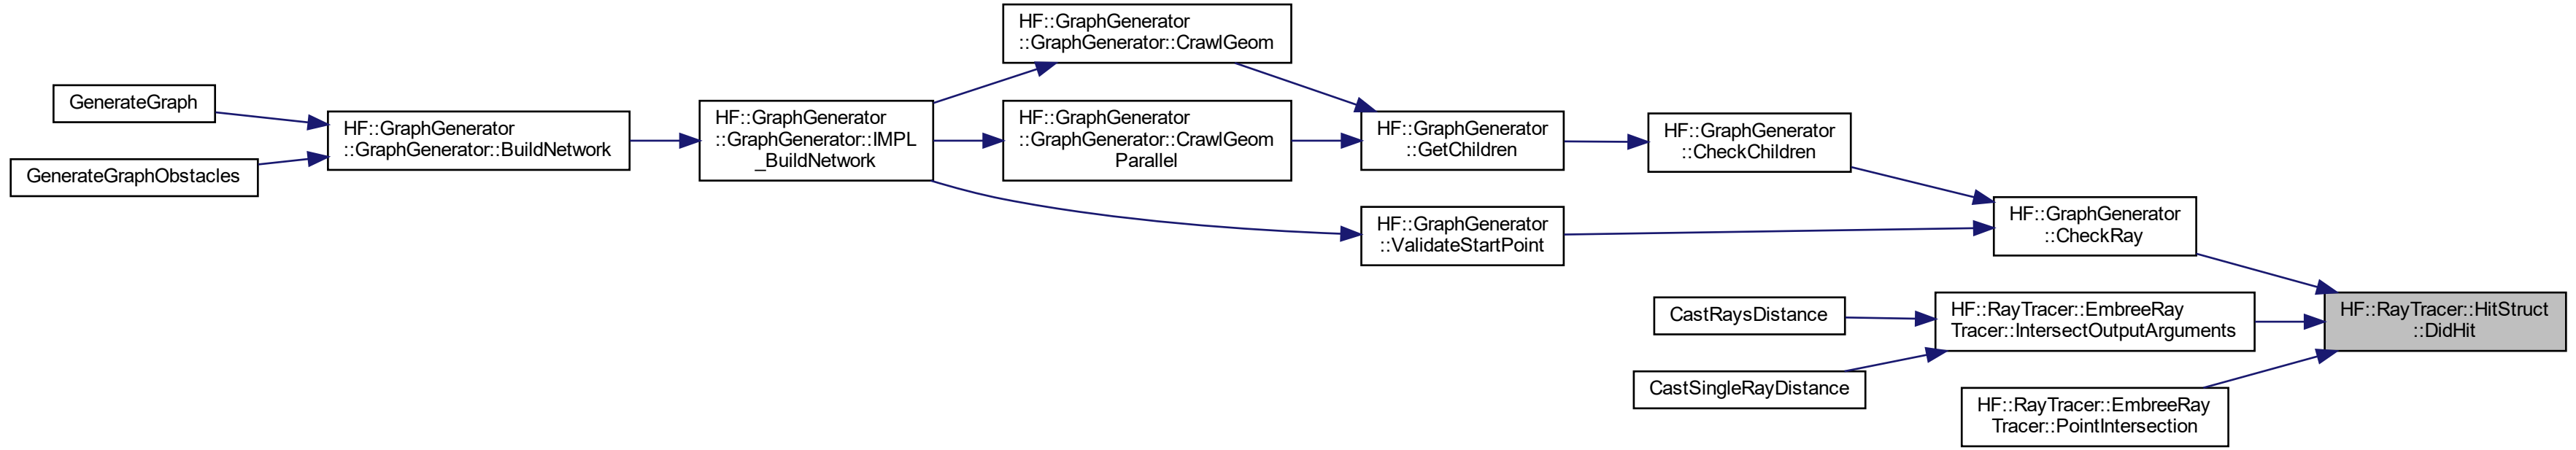 HF::GraphGenerator
::GraphGenerator::CrawlGeom
GenerateGraph
GenerateGraphObstacles
HF::GraphGenerator
::GraphGenerator::BuildNetwork
HF::GraphGenerator
::GraphGenerator::IMPL
_BuildNetwork
HF::GraphGenerator
::GraphGenerator::CrawlGeom
Parallel
HF::GraphGenerator
::GetChildren
HF::GraphGenerator
::CheckChildren
HF::GraphGenerator
::ValidateStartPoint
HF::GraphGenerator
::CheckRay
CastRaysDistance
HF::RayTracer::EmbreeRay
Tracer::IntersectOutputArguments
HF::RayTracer::HitStruct
::DidHit
CastSingleRayDistance
HF::RayTracer::EmbreeRay
Tracer::PointIntersection